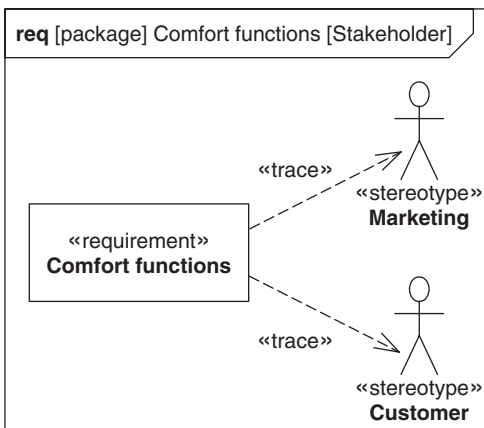 req [package] Comfort functions [Stakeholder]
«trace»
«stereotype»
Marketing
«requirement»
Comfort functions
«trace»
«stereotype»
Customer